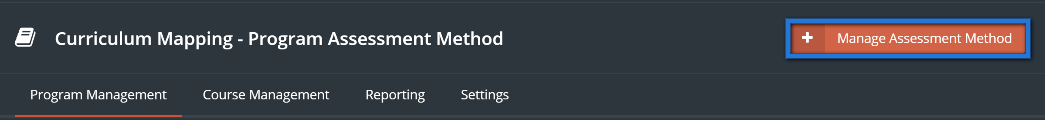 Curriculum Mapping - Program Assessment Method
+ Manage Assessment Method
Program Management Course Management Reporting Settings